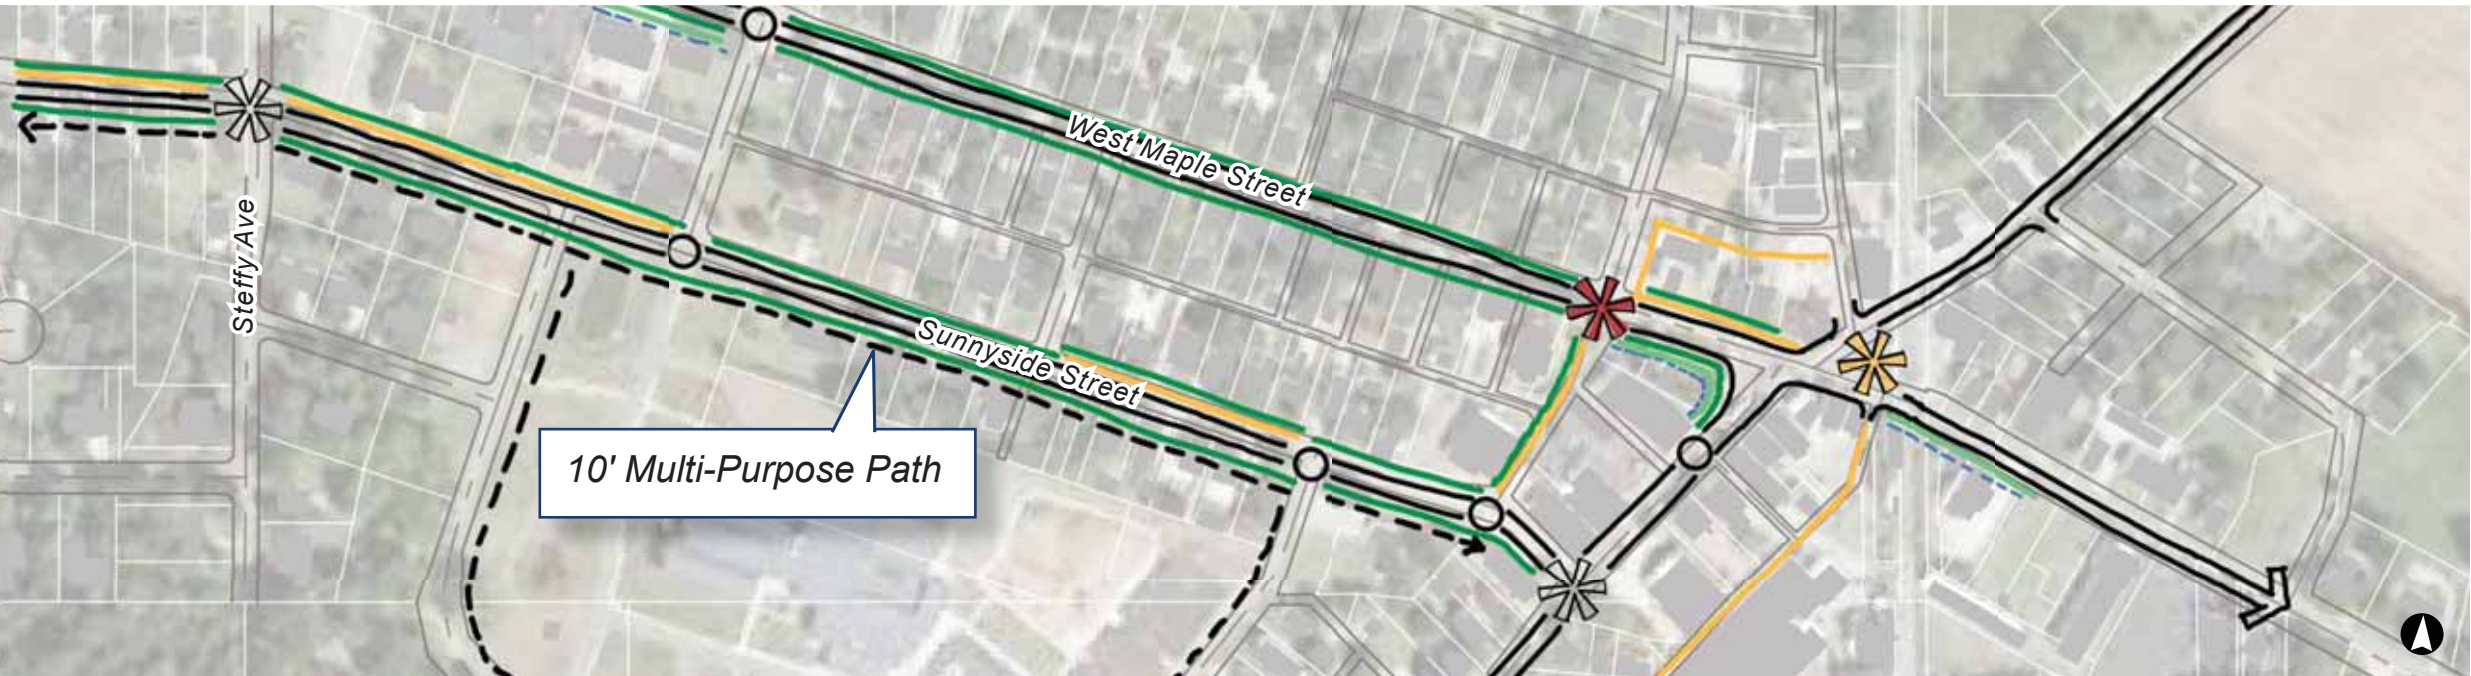 West Maple Street
Steffy Ave
Sunnyside Street
10' Multi-Purpose Path